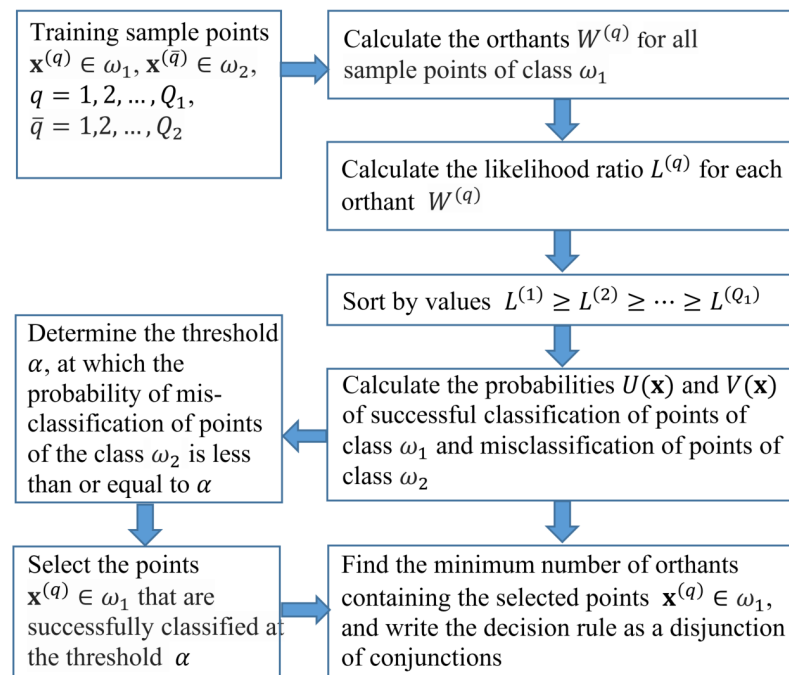 Training sample points
𝐱⁽𝑞⁾ ∈ 𝜔₁, 𝐱⁽𝑞̄⁾ ∈ 𝜔₂,
𝑞 = 1, 2, … , 𝑄₁,
𝑞̄ = 1,2, … , 𝑄₂
Calculate the orthants 𝑊⁽𝑞⁾ for all
sample points of class 𝜔₁
Calculate the likelihood ratio 𝐿⁽𝑞⁾ for each
orthant 𝑊⁽𝑞⁾
Sort by values 𝐿⁽¹⁾ ≥ 𝐿⁽²⁾ ≥ ⋯ ≥ 𝐿⁽𝑄₁⁾
Calculate the probabilities 𝑈(𝐱) and 𝑉(𝐱)
of successful classification of points of
class 𝜔₁ and misclassification of points of
class 𝜔₂
Determine the threshold
𝛼, at which the
probability of mis-
classification of points
of the class 𝜔₂ is less
than or equal to 𝛼
Select the points
𝐱⁽𝑞⁾ ∈ 𝜔₁ that are
successfully classified at
the threshold 𝛼
Find the minimum number of orthants
containing the selected points 𝐱⁽𝑞⁾ ∈ 𝜔₁,
and write the decision rule as a disjunction
of conjunctions